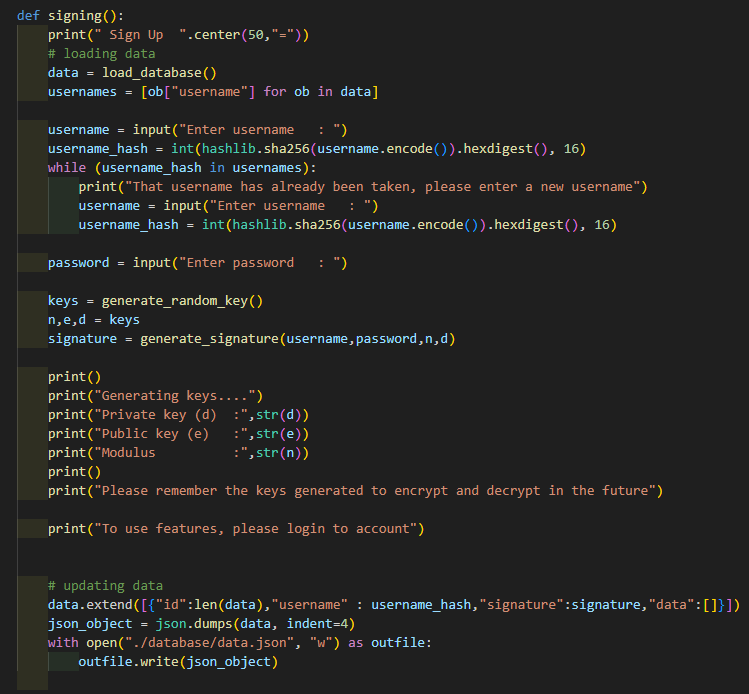 def signing():
    print(" Sign Up  ".center(50,"="))
    # loading data
    data = load_database()
    usernames = [ob["username"] for ob in data]

    username = input("Enter username   : ")
    username_hash = int(hashlib.sha256(username.encode()).hexdigest(), 16)
    while (username_hash in usernames):
        print("That username has already been taken, please enter a new username")
        username = input("Enter username   : ")
        username_hash = int(hashlib.sha256(username.encode()).hexdigest(), 16)

    password = input("Enter password   : ")

    keys = generate_random_key()
    n,e,d = keys
    signature = generate_signature(username,password,n,d)

    print()
    print("Generating keys....")
    print("Private key (d)  :",str(d))
    print("Public key (e)   :",str(e))
    print("Modulus          :",str(n))
    print()
    print("Please remember the keys generated to encrypt and decrypt in the future")

    print("To use features, please login to account")


    # updating data
    data.extend([{"id":len(data),"username" : username_hash,"signature":signature,"data":[]}])
    json_object = json.dumps(data, indent=4)
    with open("./database/data.json", "w") as outfile:
        outfile.write(json_object)